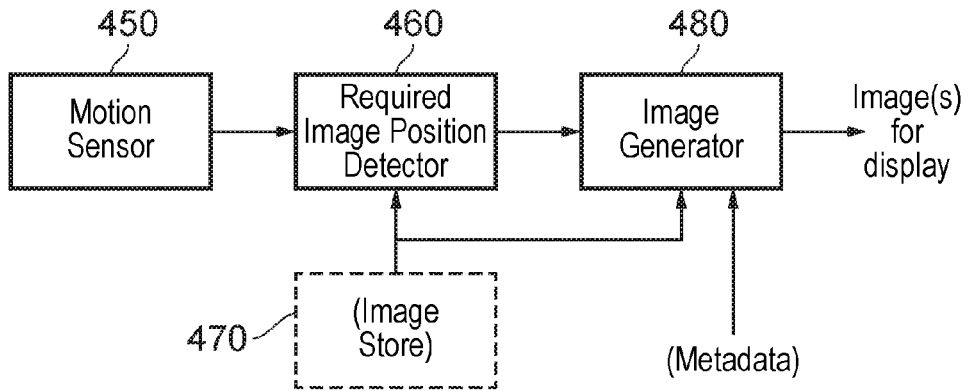 450
460
480
Motion
Sensor
Required
Image Position
Detector
Image
Generator
Image(s)
for
display
470
(Image
Store)
(Metadata)